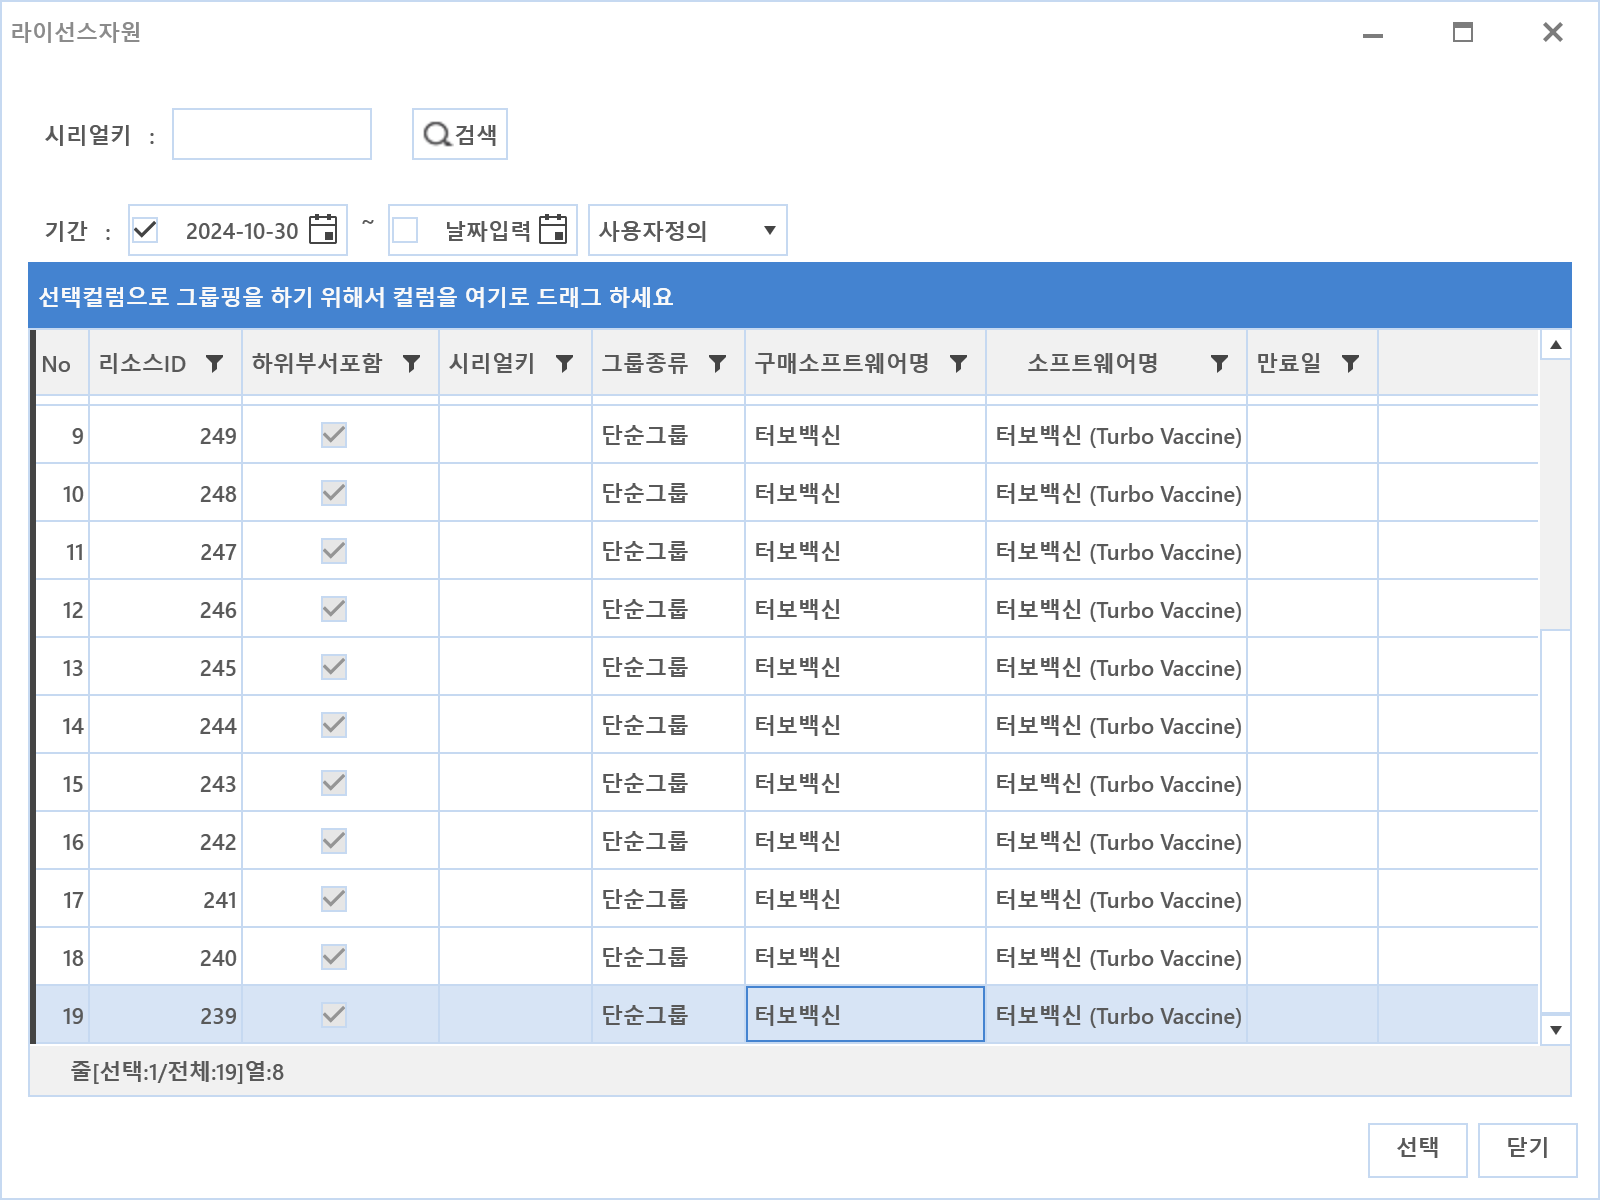 라이선스자원
시리얼키 :
검색
기간 : 2024-10-30 ~ 날짜입력 사용자정의
선택컬럼으로 그룹핑을 하기 위해서 컬럼을 여기로 드래그 하세요
No 리소스ID 하위부서포함 시리얼키 그룹종류 구매소프트웨어명 소프트웨어명 만료일
9 249 단순그룹 터보백신 터보백신 (Turbo Vaccine)
10 248 단순그룹 터보백신 터보백신 (Turbo Vaccine)
11 247 단순그룹 터보백신 터보백신 (Turbo Vaccine)
12 246 단순그룹 터보백신 터보백신 (Turbo Vaccine)
13 245 단순그룹 터보백신 터보백신 (Turbo Vaccine)
14 244 단순그룹 터보백신 터보백신 (Turbo Vaccine)
15 243 단순그룹 터보백신 터보백신 (Turbo Vaccine)
16 242 단순그룹 터보백신 터보백신 (Turbo Vaccine)
17 241 단순그룹 터보백신 터보백신 (Turbo Vaccine)
18 240 단순그룹 터보백신 터보백신 (Turbo Vaccine)
19 239 단순그룹 터보백신 터보백신 (Turbo Vaccine)
줄[선택:1/전체:19]열:8
선택 닫기